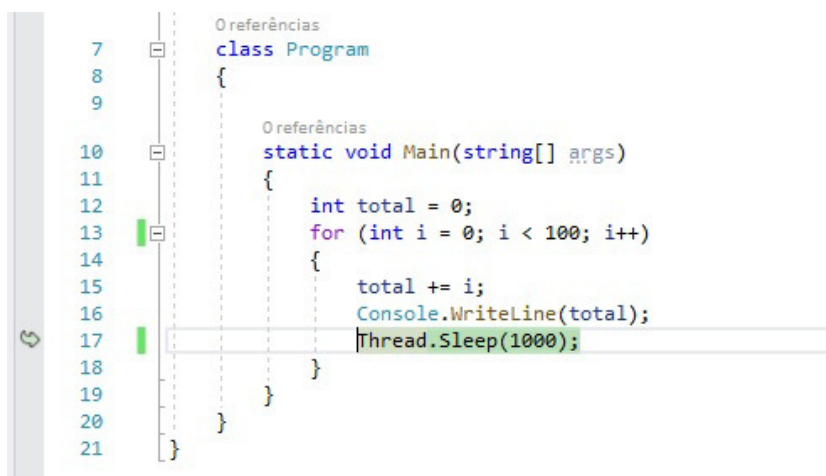 0 referências
7 class Program
8 {
9
0 referências
10 static void Main(string[] args)
11 {
12 int total = 0;
13 for (int i = 0; i < 100; i++)
14 {
15 total += i;
16 Console.WriteLine(total);
17 Thread.Sleep(1000);
18 }
19 }
20 }
21 }